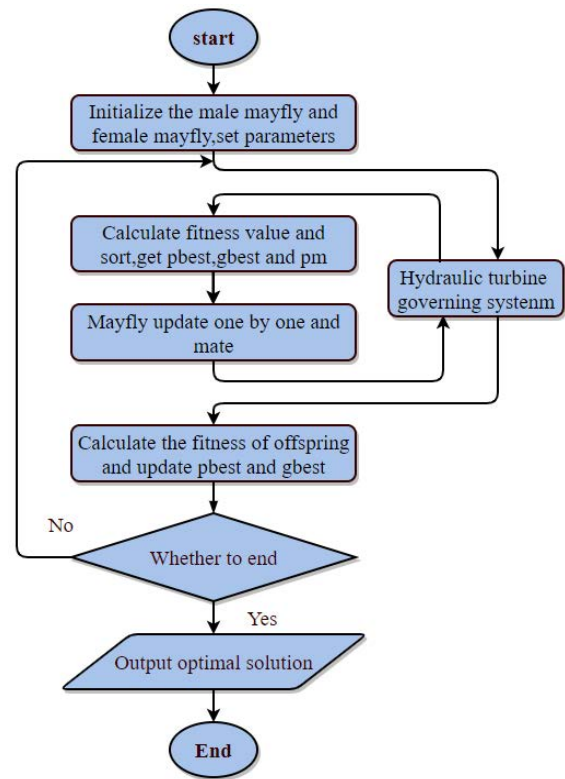 start
Initialize the male mayfly and
female mayfly,set parameters
Calculate fitness value and
sort,get pbest,gbest and pm
Hydraulic turbine
governing systenm
Mayfly update one by one and
mate
Calculate the fitness of offspring
and update pbest and gbest
No
Whether to end
Yes
Output optimal solution
End